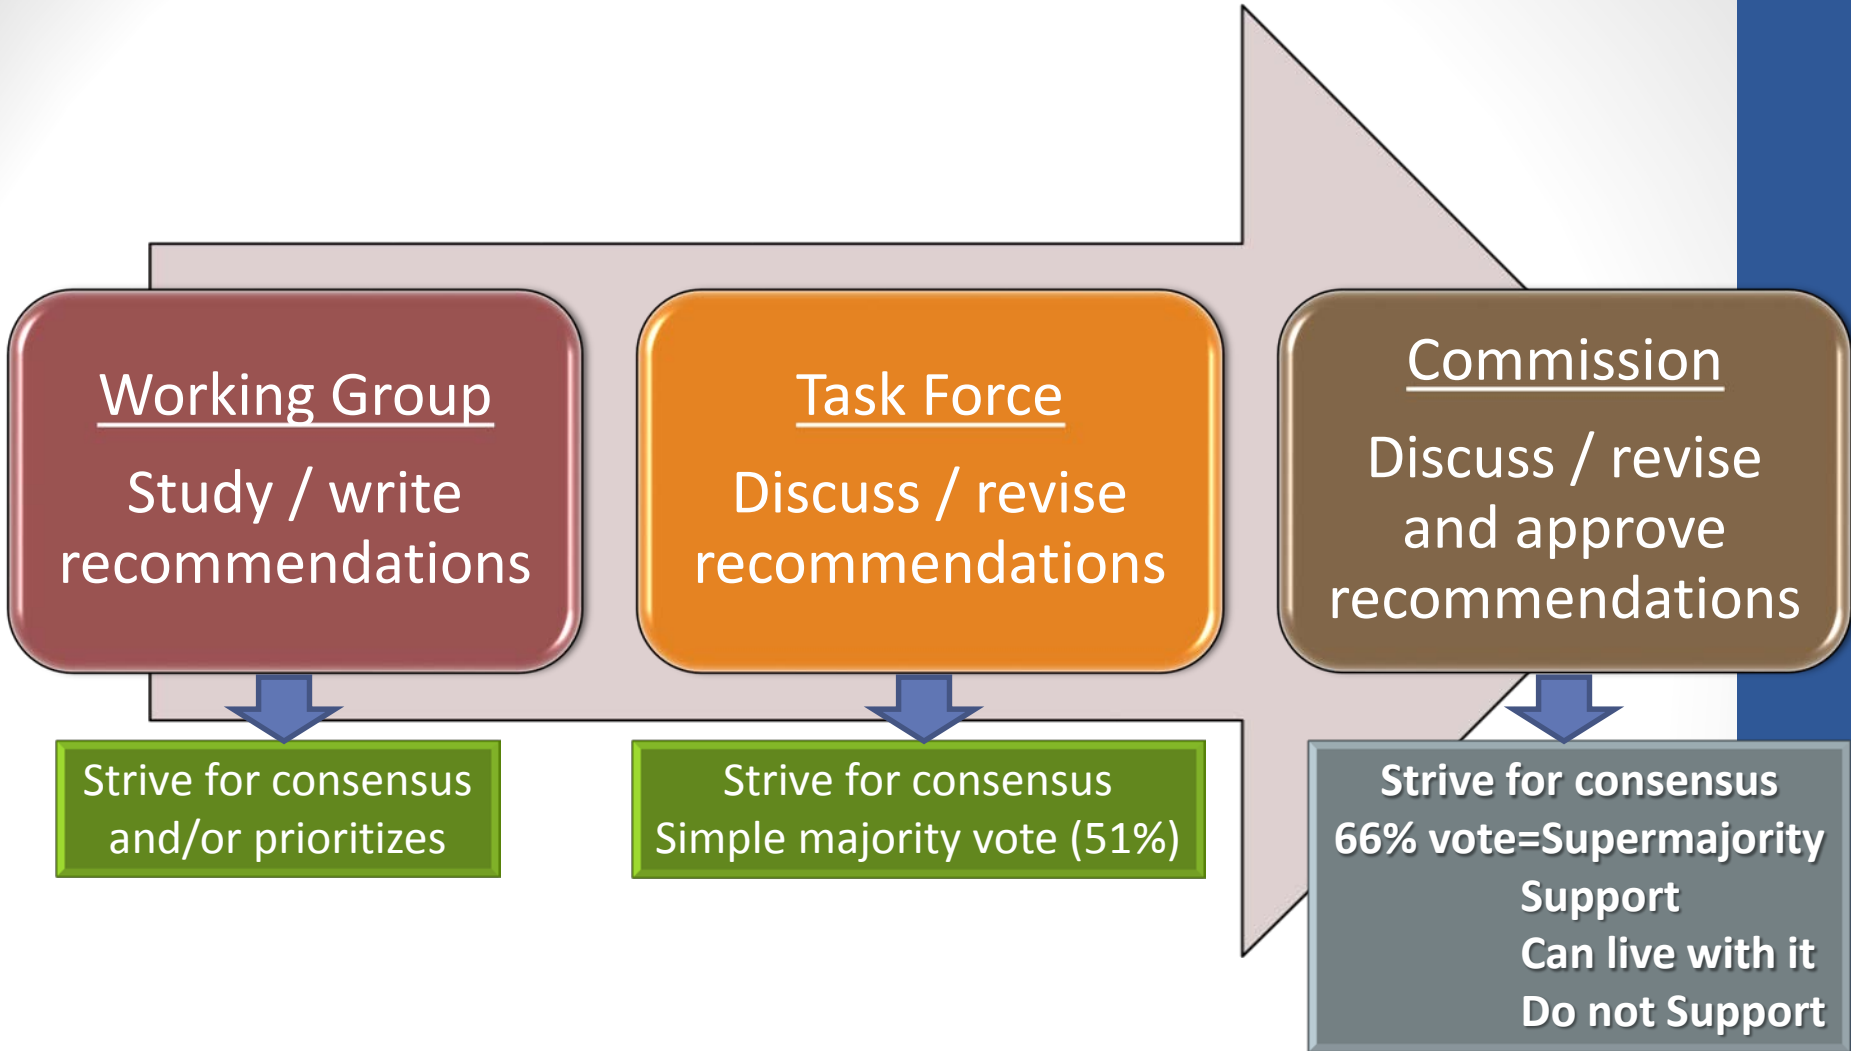 Working Group
Study / write
recommendations
Task Force
Discuss / revise
recommendations
Commission
Discuss / revise
and approve
recommendations
Strive for consensus
and/or prioritizes
Strive for consensus
Simple majority vote (51%)
Strive for consensus
66% vote=Supermajority
Support
Can live with it
Do not Support